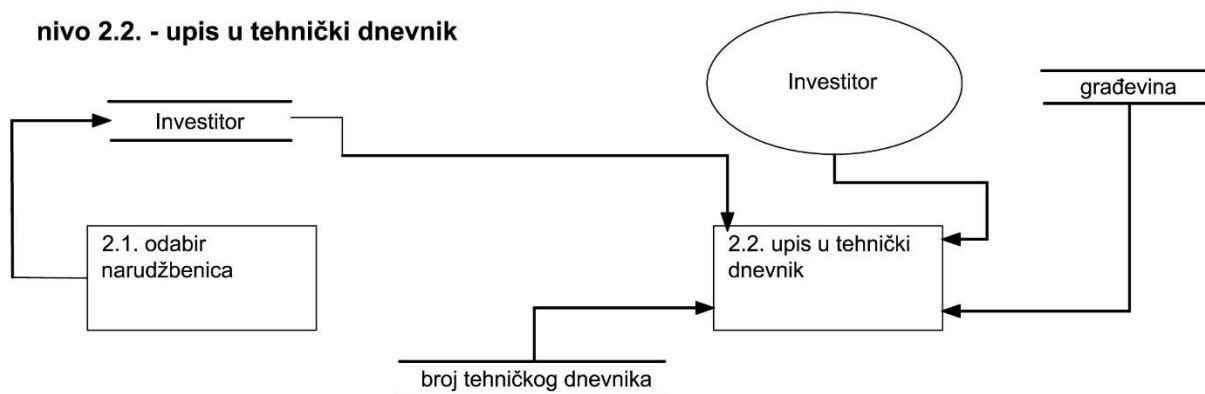 nivo 2.2. - upis u tehnički dnevnik
Investitor
Investitor
građevina
2.1. odabir
narudžbenica
2.2. upis u tehnički
dnevnik
broj tehničkog dnevnika